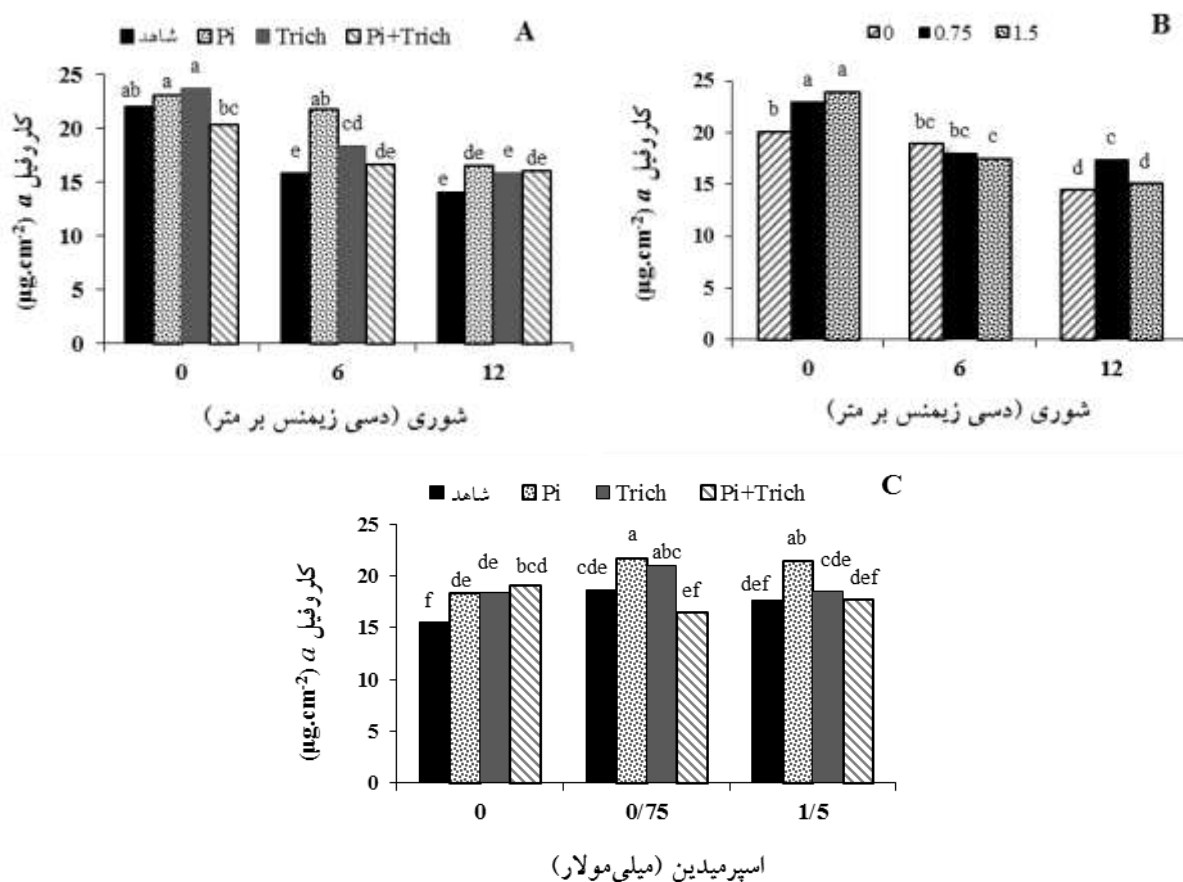 شاهد Pi Trich Pi+Trich
A
کلروفیل a (µg.cm-2)
25
20
15
10
5
0
ab a a bc
e ab cd de
e de e de
0 6 12
شوری (دسی زیمنس بر متر)
0 0.75 1.5
B
کلروفیل a (µg.cm-2)
25
20
15
10
5
0
b a a
bc bc c
d c d
0 6 12
شوری (دسی زیمنس بر متر)
شاهد Pi Trich Pi+Trich
C
کلروفیل a (µg.cm-2)
25
20
15
10
5
0
f de de bcd
cde a abc ef
def ab cde def
0 0/75 1/5
اسپرمیدین (میلی‌مولار)